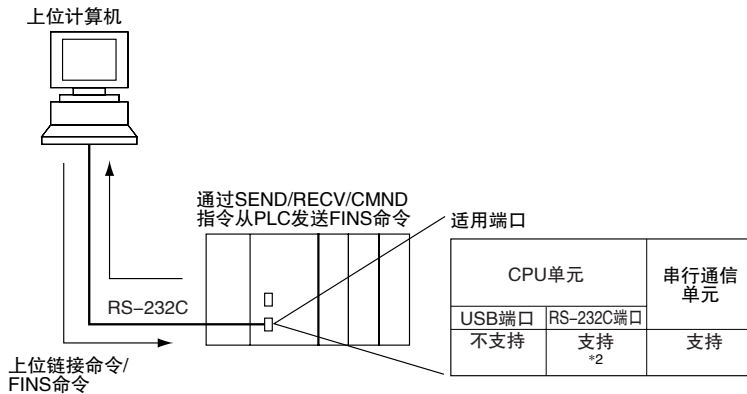 上位计算机
通过SEND/RECV/CMND
指令从PLC发送FINS命令
适用端口
RS-232C
上位链接命令/
FINS命令
CPU单元
串行通信
单元
USB端口
RS-232C端口
不支持
支持
*2
支持